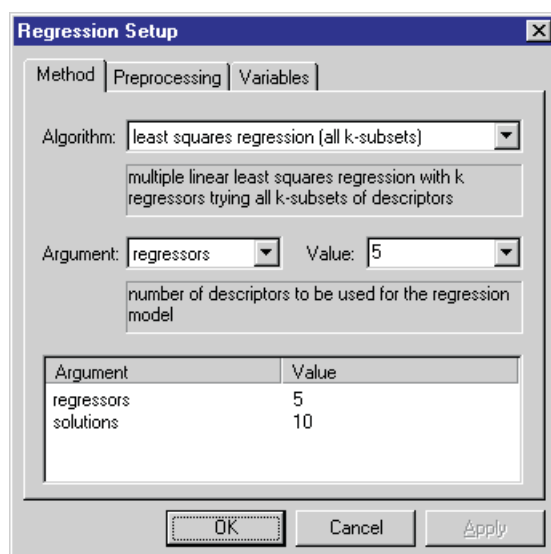 Regression Setup
Method Preprocessing Variables
Algorithm: least squares regression (all k-subsets)
multiple linear least squares regression with k
regressors trying all k-subsets of descriptors
Argument: regressors Value: 5
number of descriptors to be used for the regression
model
Argument Value
regressors 5
solutions 10
OK Cancel Apply